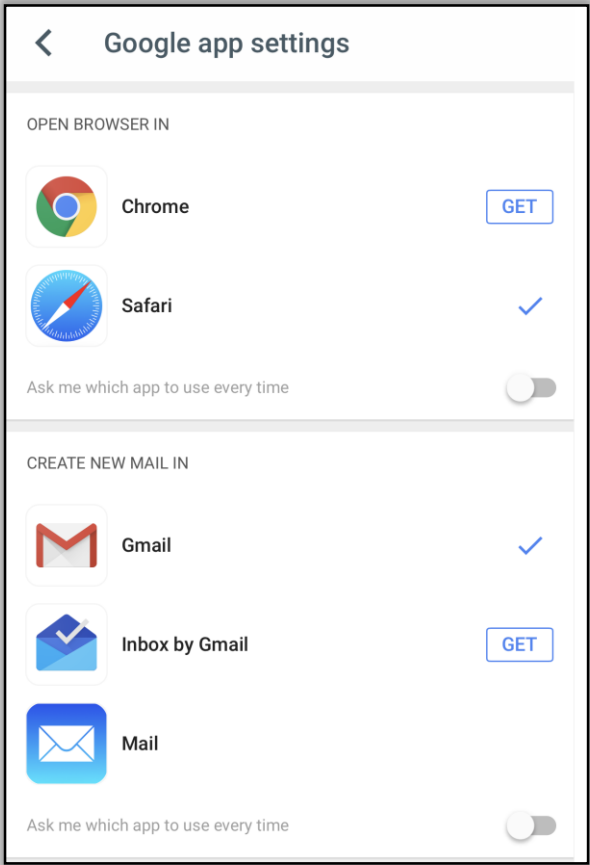 Google app settings
OPEN BROWSER IN
Chrome
GET
Safari
Ask me which app to use every time
CREATE NEW MAIL IN
Gmail
Inbox by Gmail
GET
Mail
Ask me which app to use every time